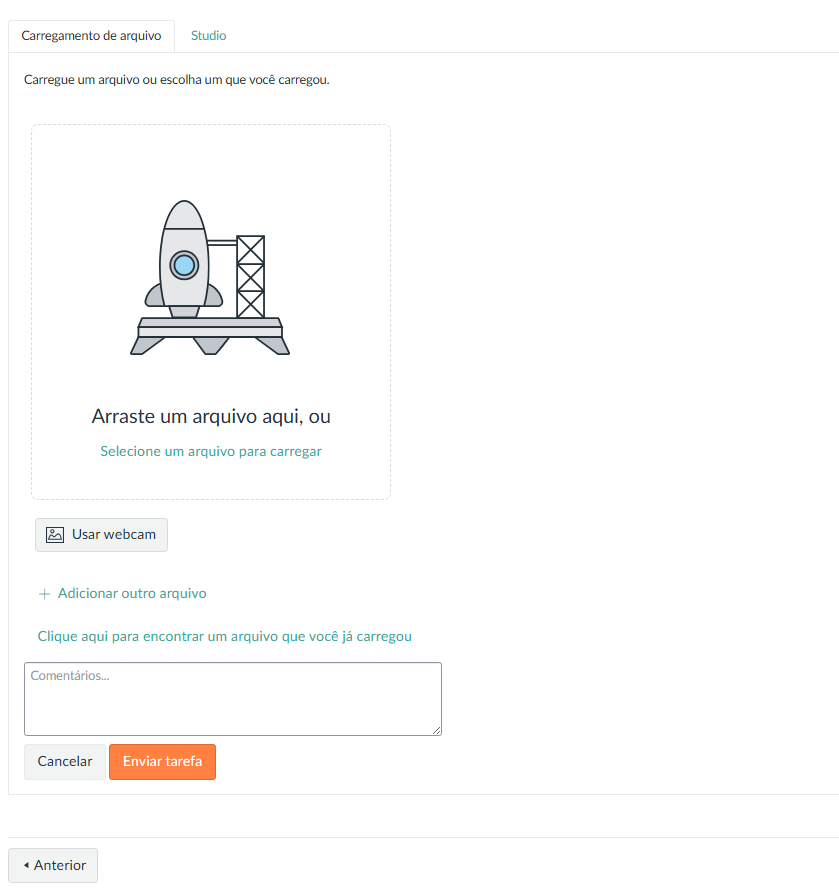 Carregamento de arquivo Studio
Carregue um arquivo ou escolha um que você carregou.
Arraste um arquivo aqui, ou
Selecione um arquivo para carregar
Usar webcam
+ Adicionar outro arquivo
Clique aqui para encontrar um arquivo que você já carregou
Comentários...
Cancelar Enviar tarefa
Anterior